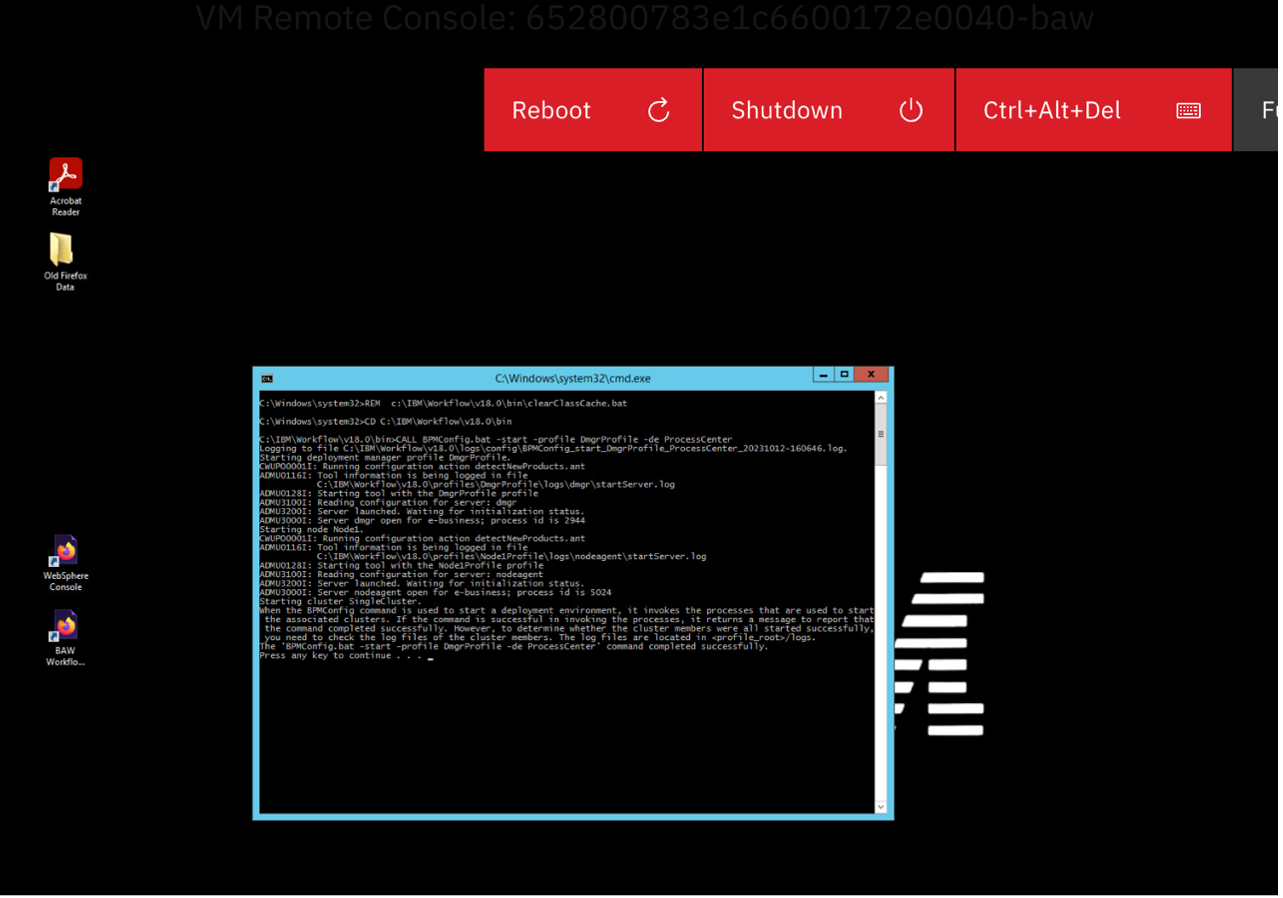 VM Remote Console: 652800783e1c6600172e0040-baw
Reboot
Shutdown
Ctrl+Alt+Del
Acrobat
Reader
Old Firefox
Data
C:\Windows\system32\cmd.exe
C:\Windows\system32>REM  c:\IBM\Workflow\v18.0\bin\clearClassCache.bat
C:\Windows\system32>CD C:\IBM\Workflow\v18.0\bin
C:\IBM\Workflow\v18.0\bin>CALL BPMConfig.bat -start -profile DmgrProfile -de ProcessCenter
Logging to file C:\IBM\Workflow\v18.0\logs\config\BPMConfig_start_DmgrProfile_ProcessCenter_20231012-160646.log.
Starting deployment manager profile DmgrProfile.
CWUPO0001I: Running configuration action detectNewProducts.ant
ADMU0116I: Tool information is being logged in file
C:\IBM\Workflow\v18.0\profiles\DmgrProfile\logs\dmgr\startServer.log
ADMU0128I: Starting tool with the DmgrProfile profile
ADMU3100I: Reading configuration for server: dmgr
ADMU3200I: Server launched. Waiting for initialization status.
ADMU3000I: Server dmgr open for e-business; process id is 2944
Starting node Node1.
CWUPO0001I: Running configuration action detectNewProducts.ant
ADMU0116I: Tool information is being logged in file
C:\IBM\Workflow\v18.0\profiles\Node1Profile\logs\nodeagent\startServer.log
ADMU0128I: Starting tool with the Node1Profile profile
ADMU3100I: Reading configuration for server: nodeagent
ADMU3200I: Server launched. Waiting for initialization status.
ADMU3000I: Server nodeagent open for e-business; process id is 5024
Starting cluster SingleCluster.
When the BPMConfig command is used to start a deployment environment, it invokes the processes that are used to start
the associated clusters. If the command is successful in invoking the processes, it returns a message to report that
the command completed successfully. However, to determine whether the cluster members were all started successfully,
you need to check the log files of the cluster members. The log files are located in <profile_root>/logs.
The 'BPMConfig.bat -start -profile DmgrProfile -de ProcessCenter' command completed successfully.
Press any key to continue . . . _
WebSphere
Console
BAW
Workflo...